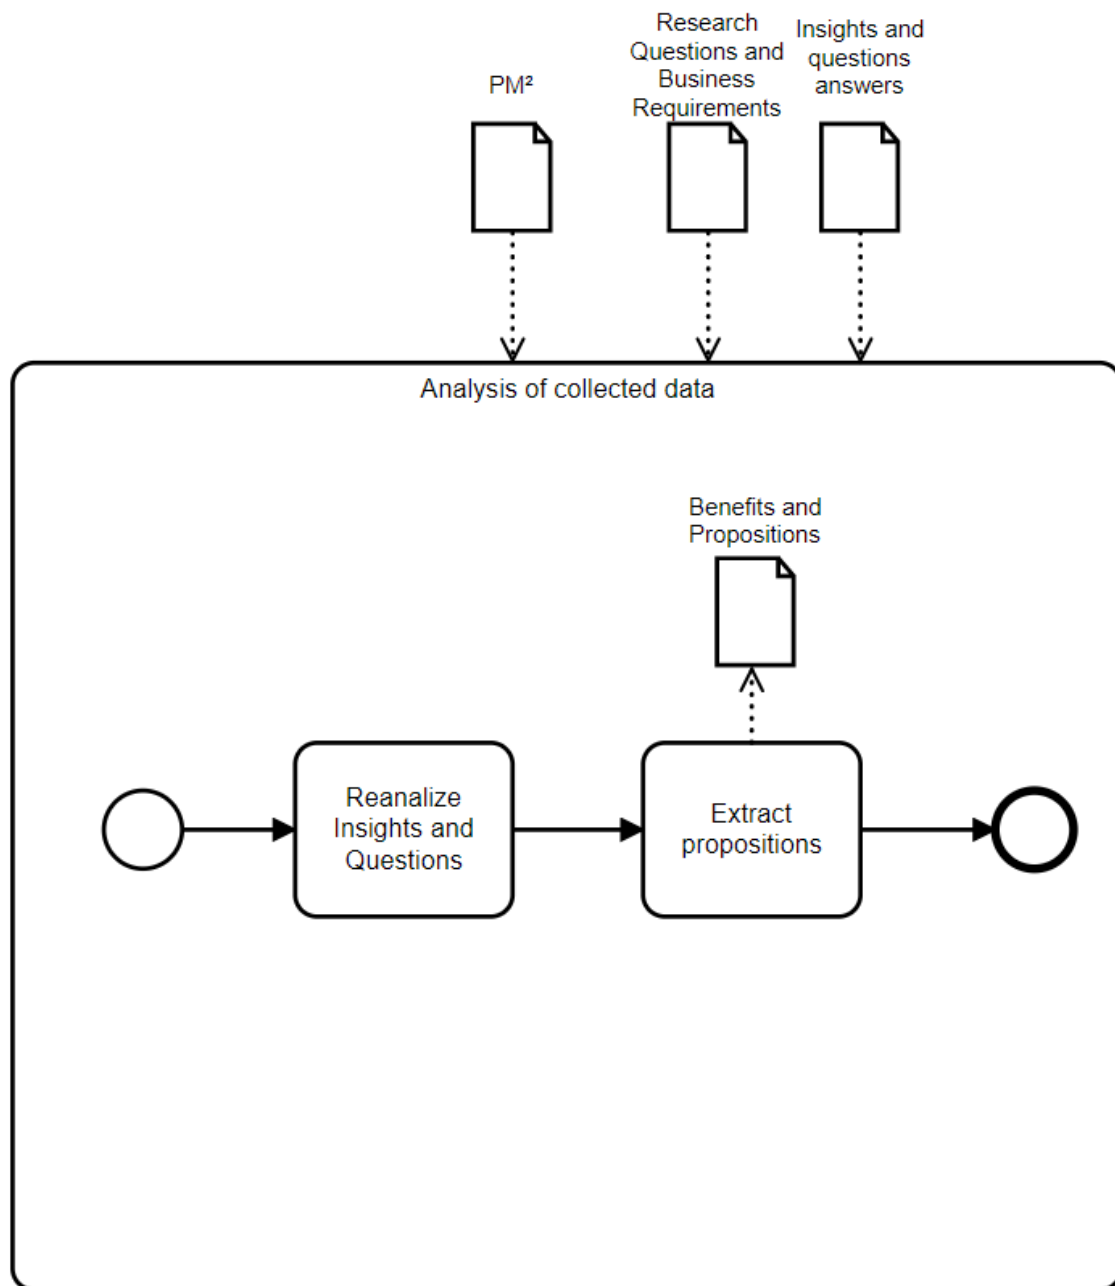 PM²
Research
Questions and
Business
Requirements
Insights and
questions
answers
Analysis of collected data
Benefits and
Propositions
Reanalize
Insights and
Questions
Extract
propositions